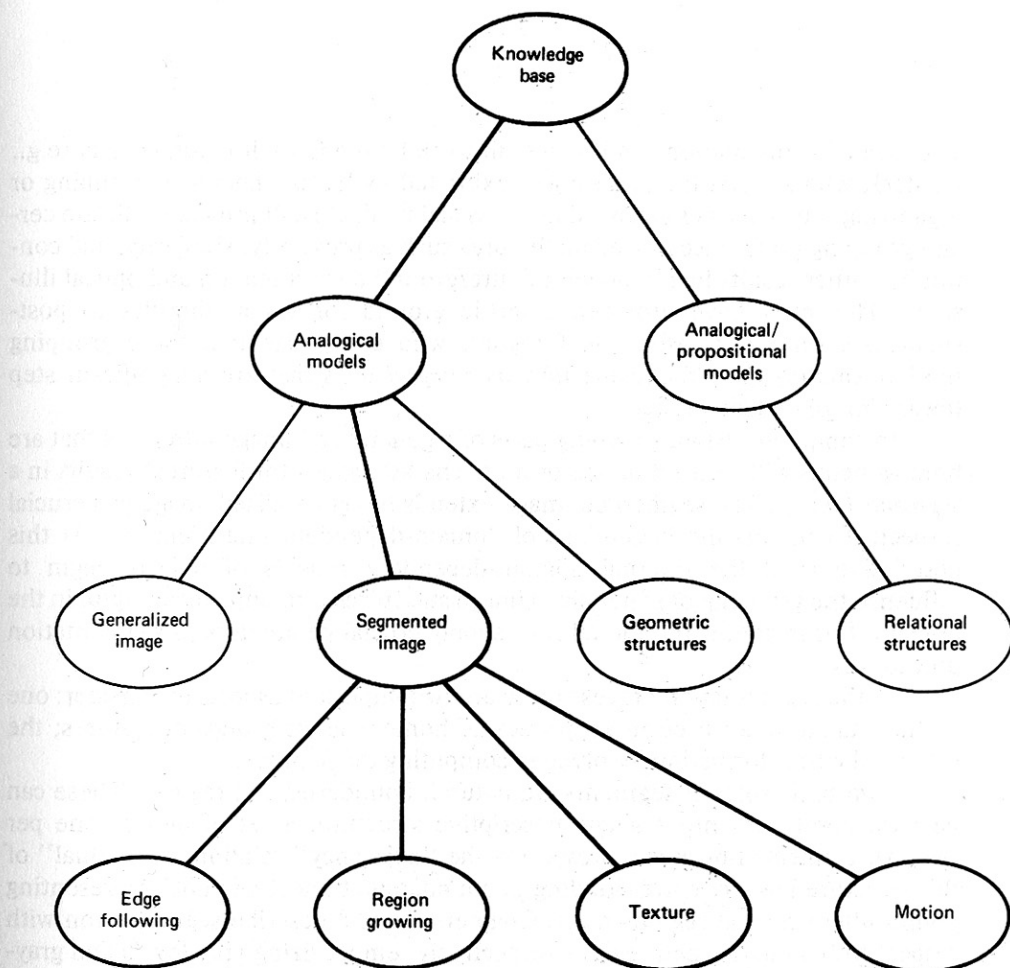 Knowledge
base
Analogical
models
Analogical/
propositional
models
Generalized
image
Segmented
image
Geometric
structures
Relational
structures
Edge
following
Region
growing
Texture
Motion